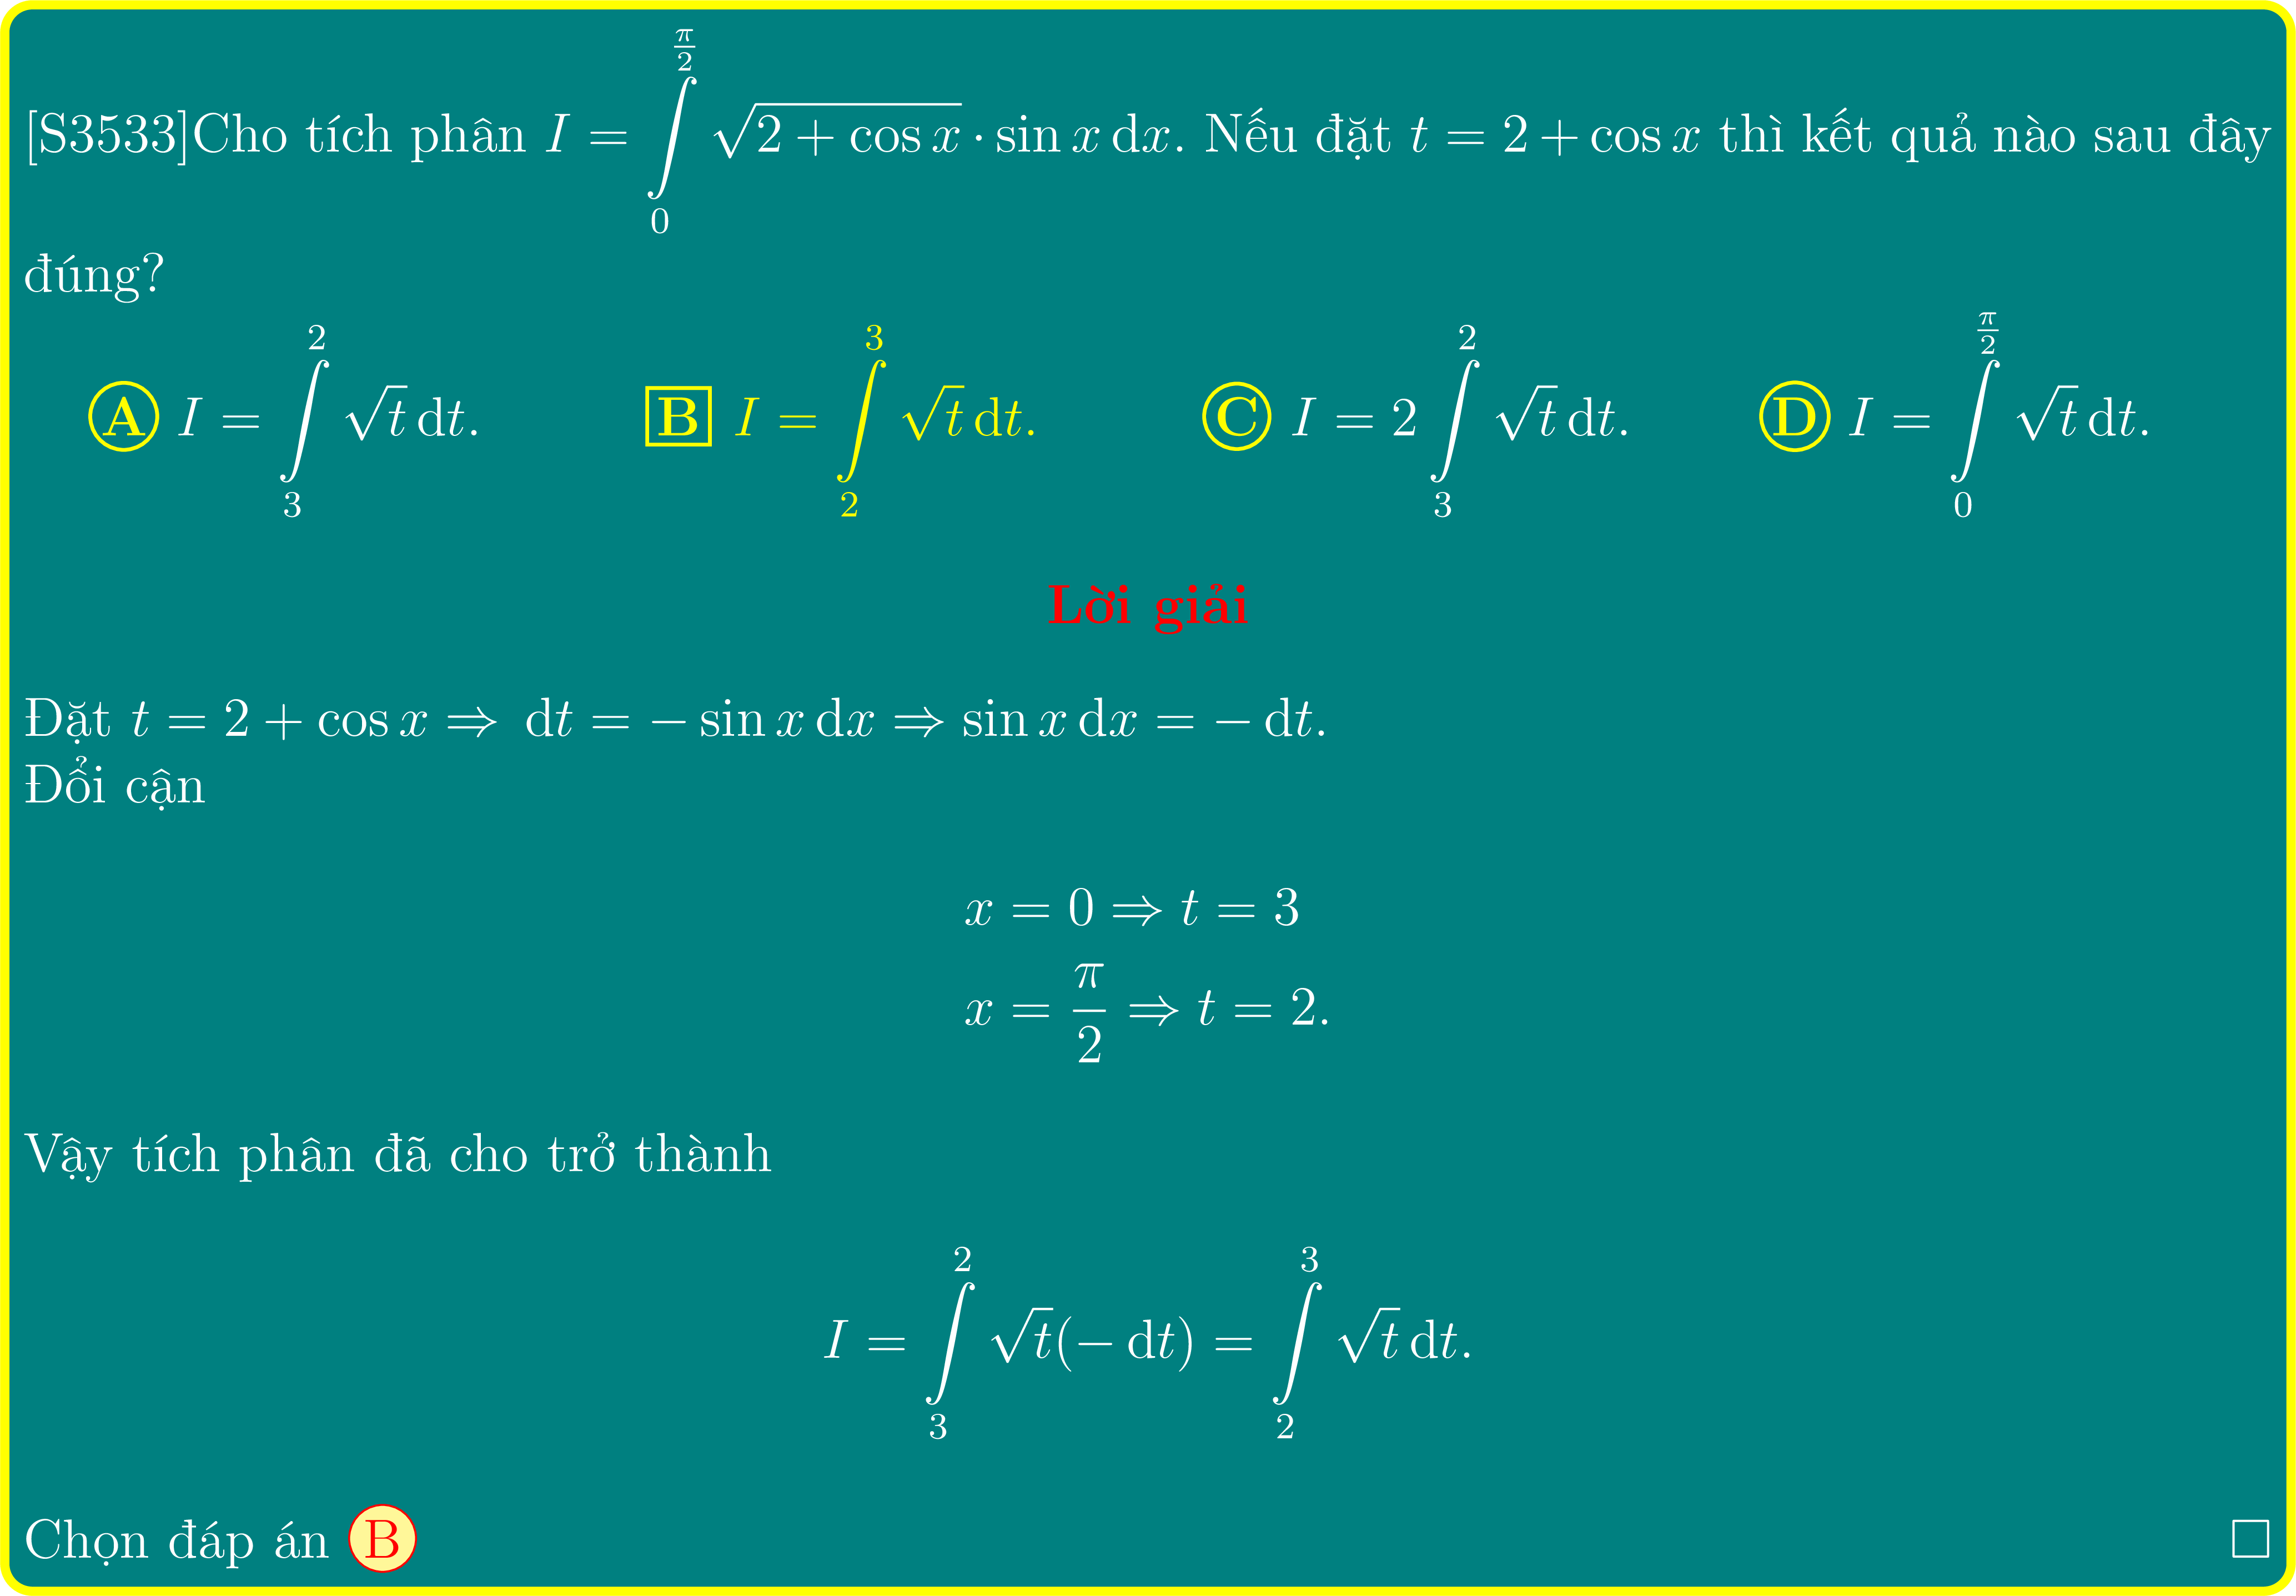 [S3533]Cho tích phân $I = \int\limits_{0}^{\frac{\pi}{2}} \sqrt{2 + \cos x} \cdot \sin x \, \mathrm{d}x$. Nếu đặt $t = 2 + \cos x$ thì kết quả nào sau đây
đúng?
A $I = \int\limits_{3}^{2} \sqrt{t} \, \mathrm{d}t$. B $I = \int\limits_{2}^{3} \sqrt{t} \, \mathrm{d}t$. C $I = 2 \int\limits_{3}^{2} \sqrt{t} \, \mathrm{d}t$. D $I = \int\limits_{0}^{\frac{\pi}{2}} \sqrt{t} \, \mathrm{d}t$.
Lời giải
Đặt $t = 2 + \cos x \Rightarrow \mathrm{d}t = -\sin x \, \mathrm{d}x \Rightarrow \sin x \, \mathrm{d}x = -\mathrm{d}t$.
Đổi cận
$x = 0 \Rightarrow t = 3$
$x = \frac{\pi}{2} \Rightarrow t = 2.$
Vậy tích phân đã cho trở thành
$I = \int\limits_{3}^{2} \sqrt{t}(-\mathrm{d}t) = \int\limits_{2}^{3} \sqrt{t} \, \mathrm{d}t.$
Chọn đáp án B □